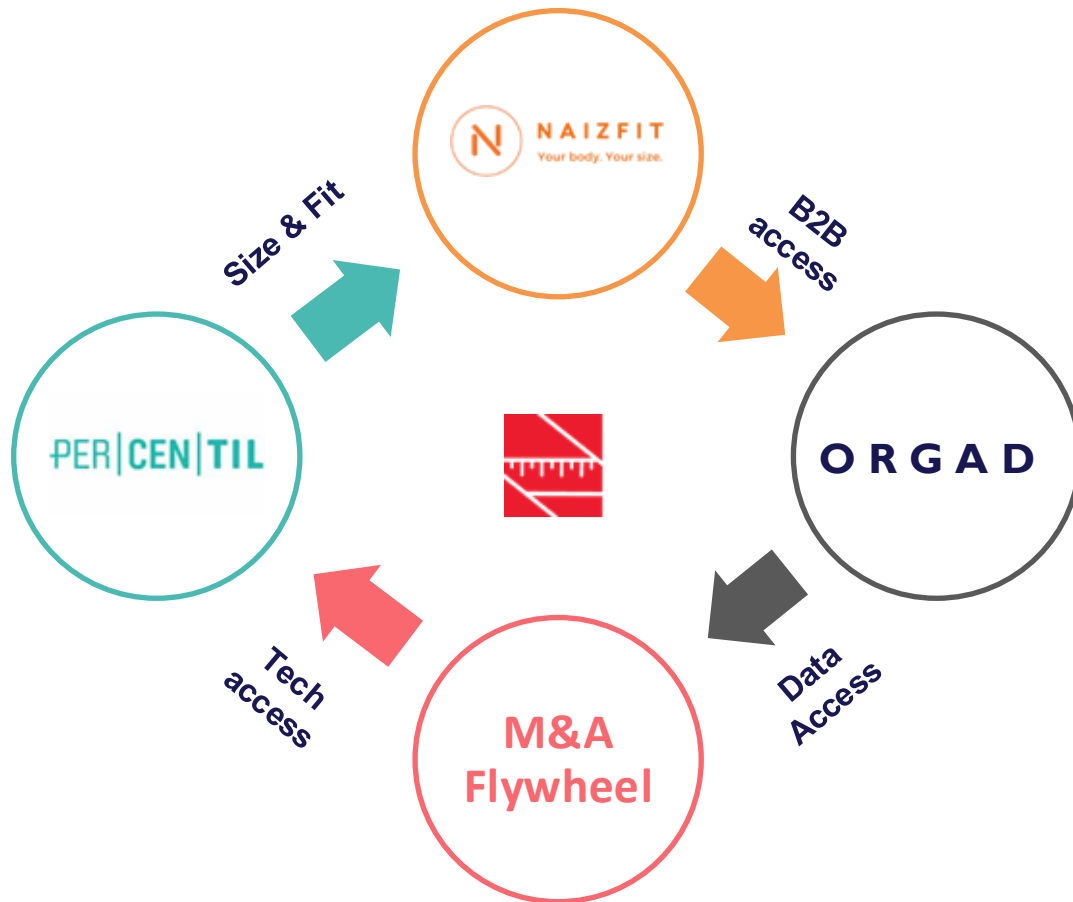 N
NAIZFIT
Your body. Your size.
Size & Fit
B2B
access
PER|CEN|TIL
ORGAD
Tech
access
Data
Access
M&A
Flywheel